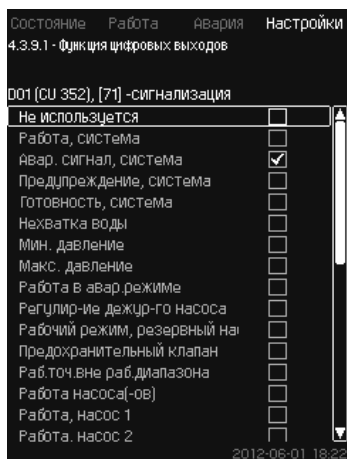 Состояние Работа Авария Настройки
4.3.9.1 - Функция цифровых выходов
DO1 (CU 352), [71] -сигнализация
Не используется
Работа, система
Авар. сигнал, система
Предупреждение, система
Готовность, система
Нехватка воды
Мин. давление
Макс. давление
Работа в авар.режиме
Регулир-ие дежур-го насоса
Рабочий режим, резервный на
Предохранительный клапан
Раб.точ.вне раб.диапазона
Работа насоса(-ов)
Работа, насос 1
Работа. насос 2
2012-06-01 18:22